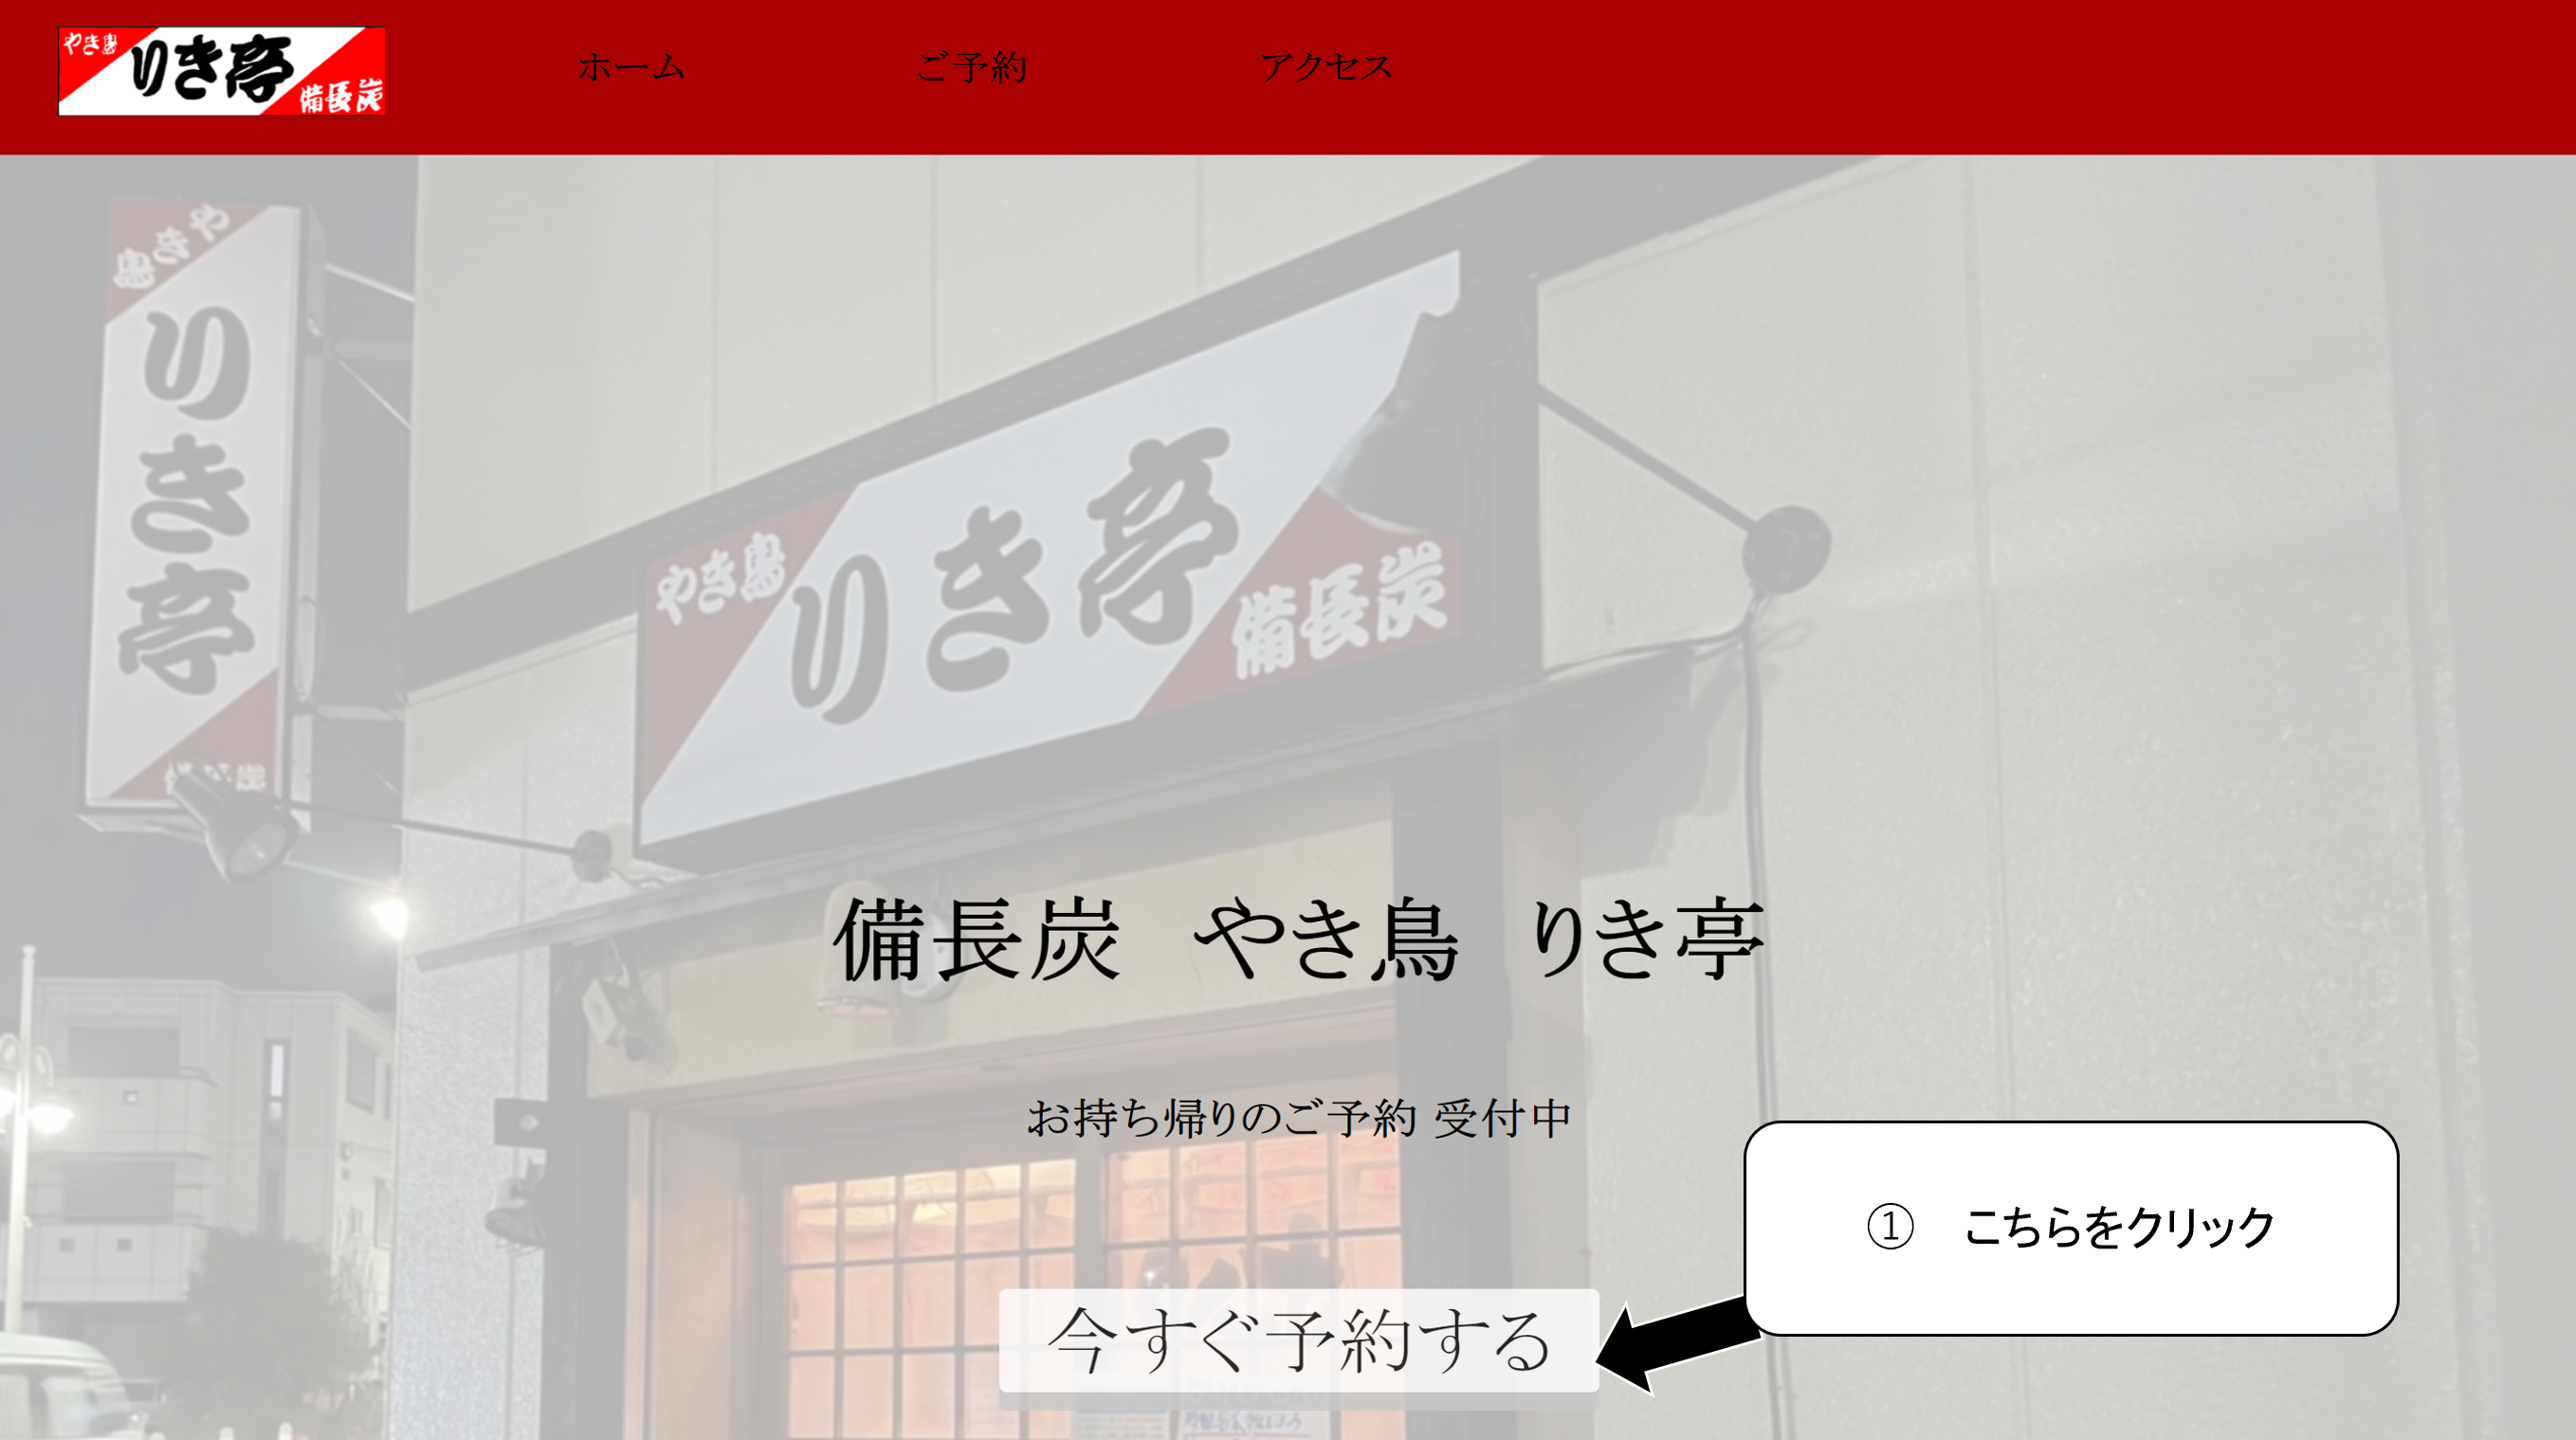 やき鳥
りき亭
備長炭
ホーム
ご予約
アクセス
やき鳥
りき亭
やき鳥
りき亭
備長炭
備長炭　やき鳥　りき亭
お持ち帰りのご予約 受付中
①　こちらをクリック
今すぐ予約する